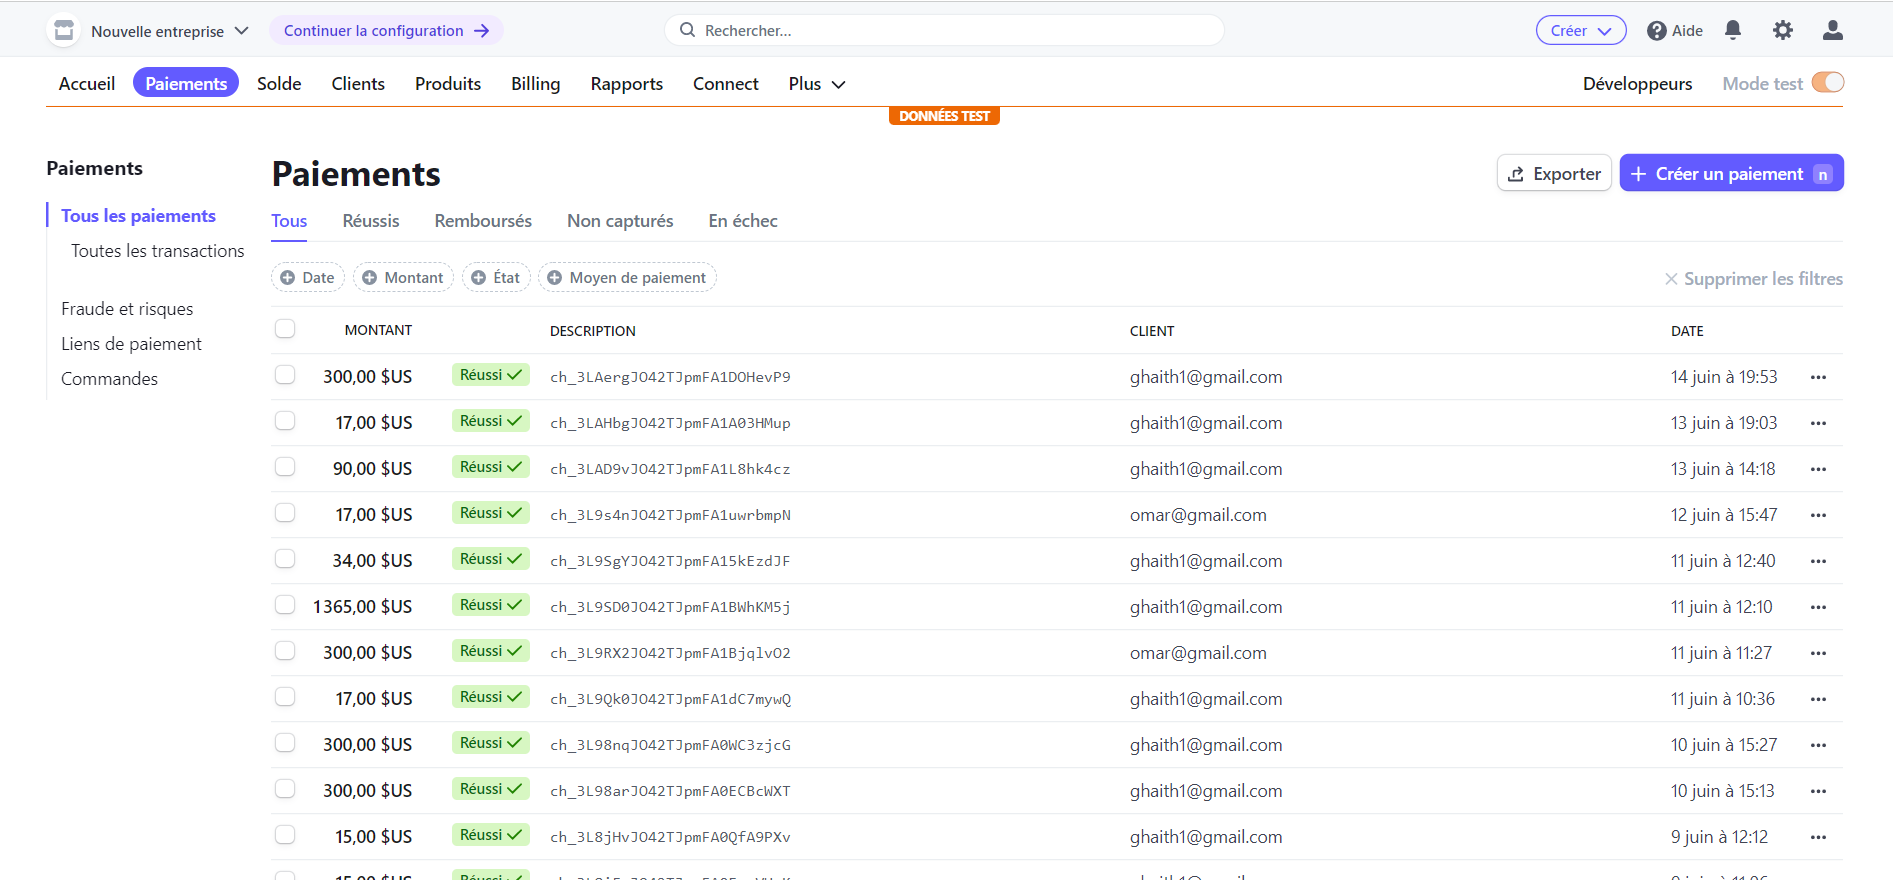 Nouvelle entreprise
Continuer la configuration
Rechercher...
Créer
Aide
Accueil Paiements Solde Clients Produits Billing Rapports Connect Plus
Développeurs Mode test
DONNÉES TEST
Paiements
Tous les paiements
Toutes les transactions
Fraude et risques
Liens de paiement
Commandes
Paiements
Exporter
Créer un paiement n
Tous Réussis Remboursés Non capturés En échec
Date Montant État Moyen de paiement
Supprimer les filtres
MONTANT DESCRIPTION CLIENT DATE
300,00 $US Réussi ch_3LAergJO42TJpmFA1DOHevP9 ghaith1@gmail.com 14 juin à 19:53
17,00 $US Réussi ch_3LAHbgJO42TJpmFA1A03HMup ghaith1@gmail.com 13 juin à 19:03
90,00 $US Réussi ch_3LAD9vJO42TJpmFA1L8hk4cz ghaith1@gmail.com 13 juin à 14:18
17,00 $US Réussi ch_3L9s4nJO42TJpmFA1uwrbmpN omar@gmail.com 12 juin à 15:47
34,00 $US Réussi ch_3L9SgYJO42TJpmFA15kEzdJF ghaith1@gmail.com 11 juin à 12:40
1 365,00 $US Réussi ch_3L9SD0JO42TJpmFA1BWhKM5j ghaith1@gmail.com 11 juin à 12:10
300,00 $US Réussi ch_3L9RX2JO42TJpmFA1BjqlvO2 omar@gmail.com 11 juin à 11:27
17,00 $US Réussi ch_3L9Qk0JO42TJpmFA1dC7mywQ ghaith1@gmail.com 11 juin à 10:36
300,00 $US Réussi ch_3L98nqJO42TJpmFA0WC3zjcG ghaith1@gmail.com 10 juin à 15:27
300,00 $US Réussi ch_3L98arJO42TJpmFA0ECBcWXT ghaith1@gmail.com 10 juin à 15:13
15,00 $US Réussi ch_3L8jHvJO42TJpmFA0QfA9PXv ghaith1@gmail.com 9 juin à 12:12